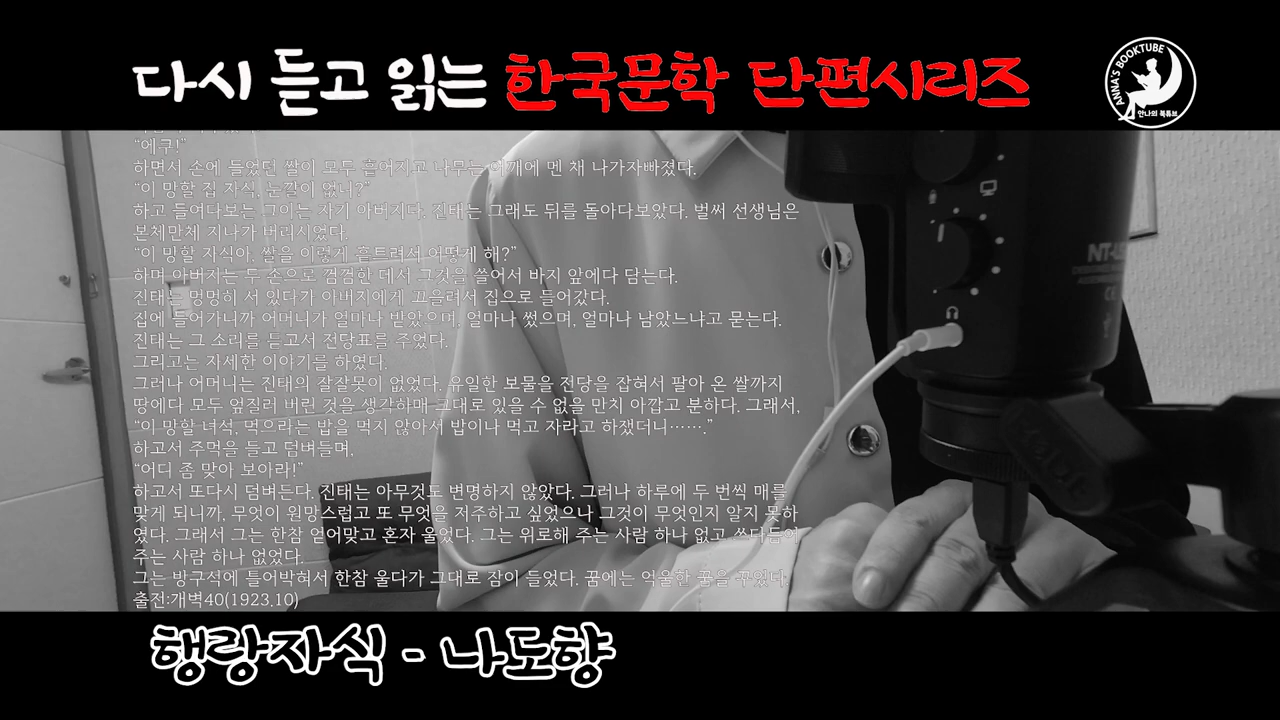 다시 듣고 읽는 한국문학 단편시리즈
ANNA'S BOOKTUBE
안나의 북튜브
"에쿠!"
하면서 손에 들었던 쌀이 모두 흩어지고 나무는 어깨에 멘 채 나가자빠졌다.
"이 망할 집 자식, 눈깔이 없니?"
하고 들여다보는 그이는 자기 아버지다. 진태는 그래도 뒤를 돌아다보았다. 벌써 선생님은
본체만체 지나가 버리시었다.
"이 망할 자식아, 쌀을 이렇게 흩트려서 어떻게 해?"
하며 아버지는 두 손으로 껌껌한 데서 그것을 쓸어서 바지 앞에다 담는다.
진태는 멍멍히 서 있다가 아버지에게 끄을려서 집으로 들어갔다.
집에 들어가니까 어머니가 얼마나 받았으며, 얼마나 썼으며, 얼마나 남았느냐고 묻는다.
진태는 그 소리를 듣고서 전당표를 주었다.
그리고는 자세한 이야기를 하였다.
그러나 어머니는 진태의 잘잘못이 없었다. 유일한 보물을 전당을 잡혀서 팔아 온 쌀까지
땅에다 모두 엎질러 버린 것을 생각하매 그대로 있을 수 없을 만치 아깝고 분하다. 그래서,
"이 망할 녀석, 먹으라는 밥을 먹지 않아서 밥이나 먹고 자라고 하쟀더니……."
하고서 주먹을 들고 덤벼들며,
"어디 좀 맞아 보아라!"
하고서 또다시 덤벼든다. 진태는 아무것도 변명하지 않았다. 그러나 하루에 두 번씩 매를
맞게 되니까, 무엇이 원망스럽고 또 무엇을 저주하고 싶었으나 그것이 무엇인지 알지 못하
였다. 그래서 그는 한참 얻어맞고 혼자 울었다. 그는 위로해 주는 사람 하나 없고 쓰다듬어
주는 사람 하나 없었다.
그는 방구석에 틀어박혀서 한참 울다가 그대로 잠이 들었다. 꿈에는 억울한 꿈을 꾸었다.
출전:개벽40(1923.10)
NT-U
CE
RØDE
행랑자식 - 나도향